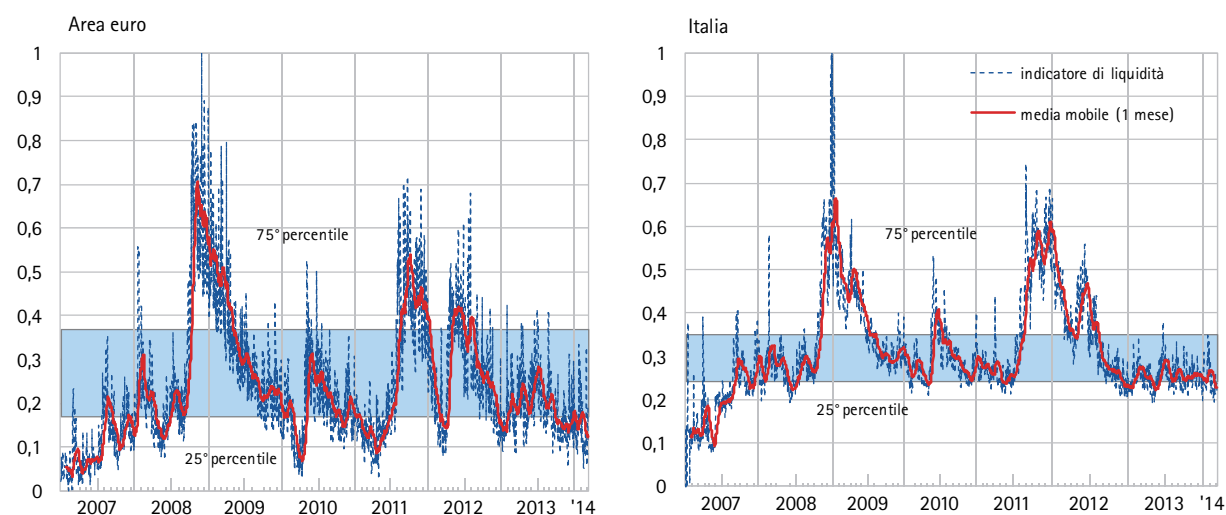 Area euro
1
0,9
0,8
0,7
0,6
0,5
0,4
0,3
0,2
0,1
0
75° percentile
25° percentile
2007 2008 2009 2010 2011 2012 2013 '14
Italia
1
0,9
0,8
0,7
0,6
0,5
0,4
0,3
0,2
0,1
0
indicatore di liquidità
media mobile (1 mese)
75° percentile
25° percentile
2007 2008 2009 2010 2011 2012 2013 '14